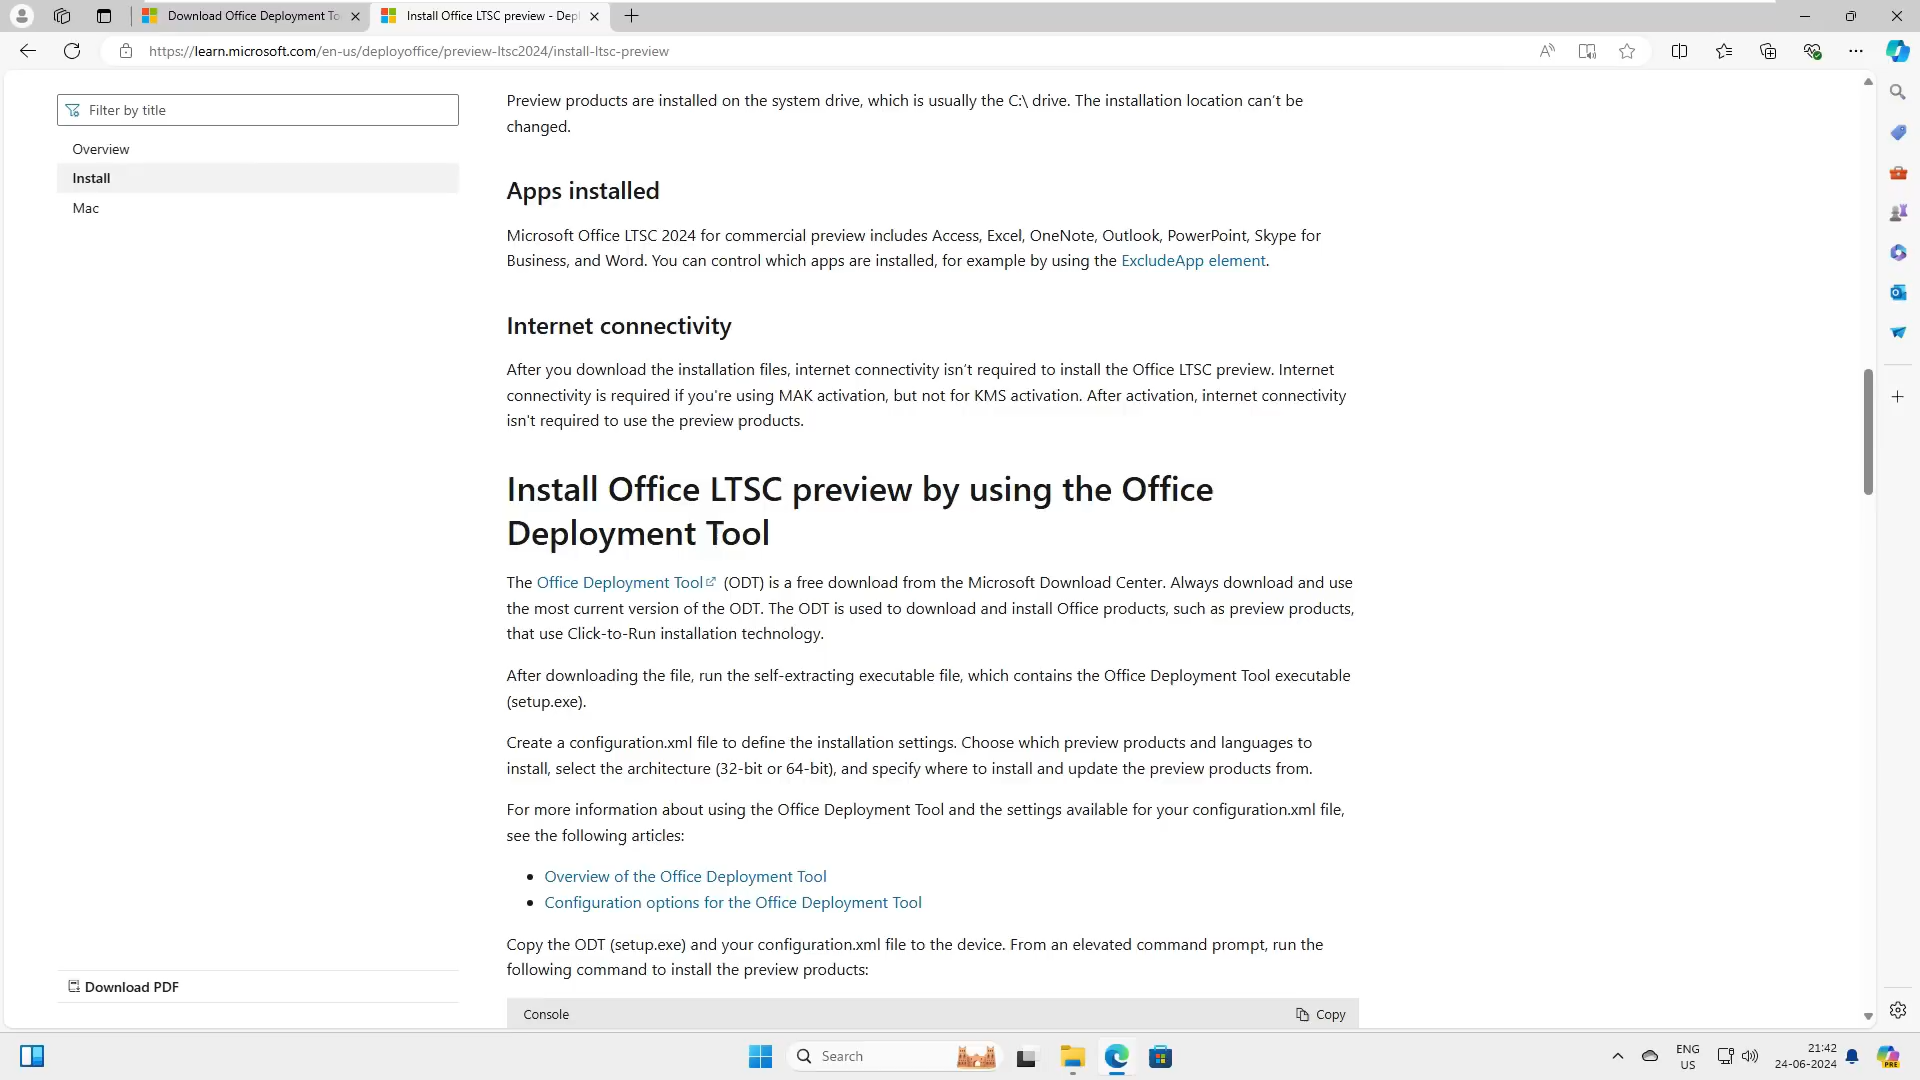 Download Office Deployment To
Install Office LTSC preview - Depl
https://learn.microsoft.com/en-us/deployoffice/preview-ltsc2024/install-ltsc-preview
Filter by title
Overview
Install
Mac
Download PDF
Preview products are installed on the system drive, which is usually the C:\ drive. The installation location can't be
changed.
Apps installed
Microsoft Office LTSC 2024 for commercial preview includes Access, Excel, OneNote, Outlook, PowerPoint, Skype for
Business, and Word. You can control which apps are installed, for example by using the ExcludeApp element.
Internet connectivity
After you download the installation files, internet connectivity isn't required to install the Office LTSC preview. Internet
connectivity is required if you're using MAK activation, but not for KMS activation. After activation, internet connectivity
isn't required to use the preview products.
Install Office LTSC preview by using the Office
Deployment Tool
The Office Deployment Tool (ODT) is a free download from the Microsoft Download Center. Always download and use
the most current version of the ODT. The ODT is used to download and install Office products, such as preview products,
that use Click-to-Run installation technology.
After downloading the file, run the self-extracting executable file, which contains the Office Deployment Tool executable
(setup.exe).
Create a configuration.xml file to define the installation settings. Choose which preview products and languages to
install, select the architecture (32-bit or 64-bit), and specify where to install and update the preview products from.
For more information about using the Office Deployment Tool and the settings available for your configuration.xml file,
see the following articles:
Overview of the Office Deployment Tool
Configuration options for the Office Deployment Tool
Copy the ODT (setup.exe) and your configuration.xml file to the device. From an elevated command prompt, run the
following command to install the preview products:
Console
Copy
Search
ENG
US
21:42
24-06-2024
PRE